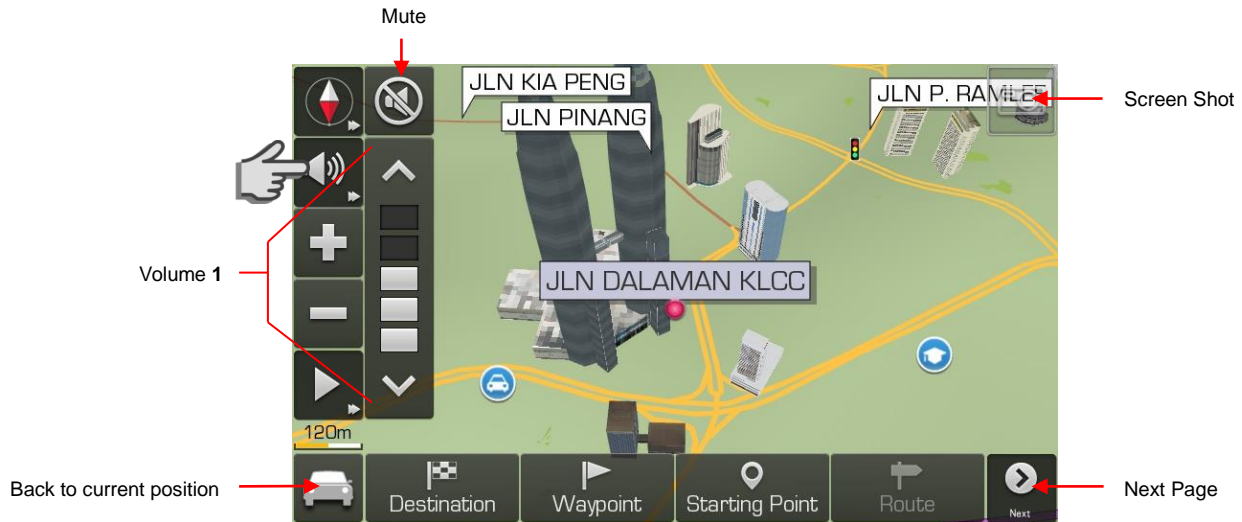 Mute
JLN KIA PENG
JLN PINANG
JLN P. RAMLEE
Screen Shot
Volume 1
JLN DALAMAN KLCC
120m
Back to current position
Destination
Waypoint
Starting Point
Route
Next
Next Page